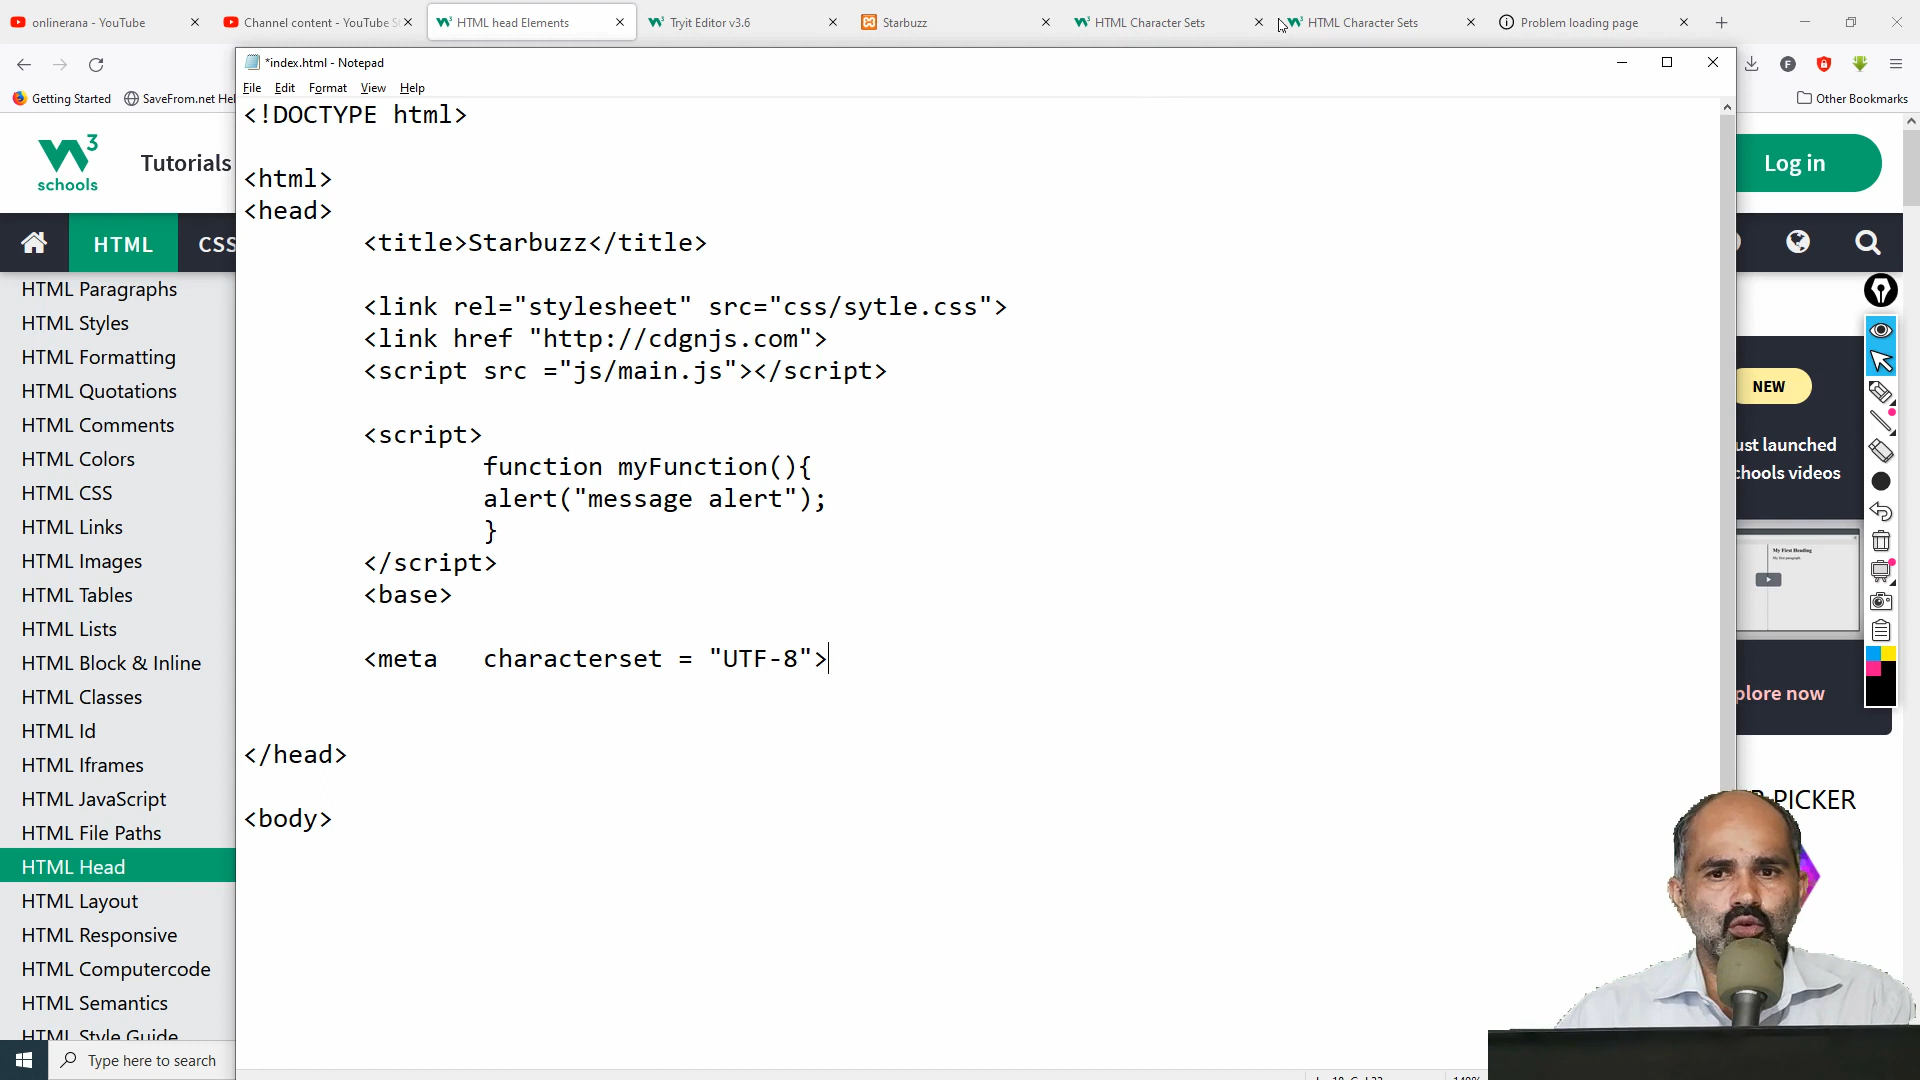 onlinerana - YouTube
Channel content - YouTube S
HTML head Elements
Tryit Editor v3.6
Starbuzz
HTML Character Sets
HTML Character Sets
Problem loading page
*index.html - Notepad
Getting Started
SaveFrom.net Hel
Other Bookmarks
File Edit Format View Help
<!DOCTYPE html>
<html>
<head>
<title>Starbuzz</title>
<link rel="stylesheet" src="css/sytle.css">
<link href "http://cdgnjs.com">
<script src ="js/main.js"></script>
<script>
function myFunction(){
alert("message alert");
}
</script>
<base>
<meta   characterset = "UTF-8">
</head>
<body>
3
schools
Tutorials
Log in
HTML
CSS
HTML Paragraphs
HTML Styles
HTML Formatting
HTML Quotations
HTML Comments
HTML Colors
HTML CSS
HTML Links
HTML Images
HTML Tables
HTML Lists
HTML Block & Inline
HTML Classes
HTML Id
HTML Iframes
HTML JavaScript
HTML File Paths
HTML Head
HTML Layout
HTML Responsive
HTML Computercode
HTML Semantics
HTML Style Guide
NEW
ust launched
chools videos
My First Heading
plore now
PICKER
Type here to search